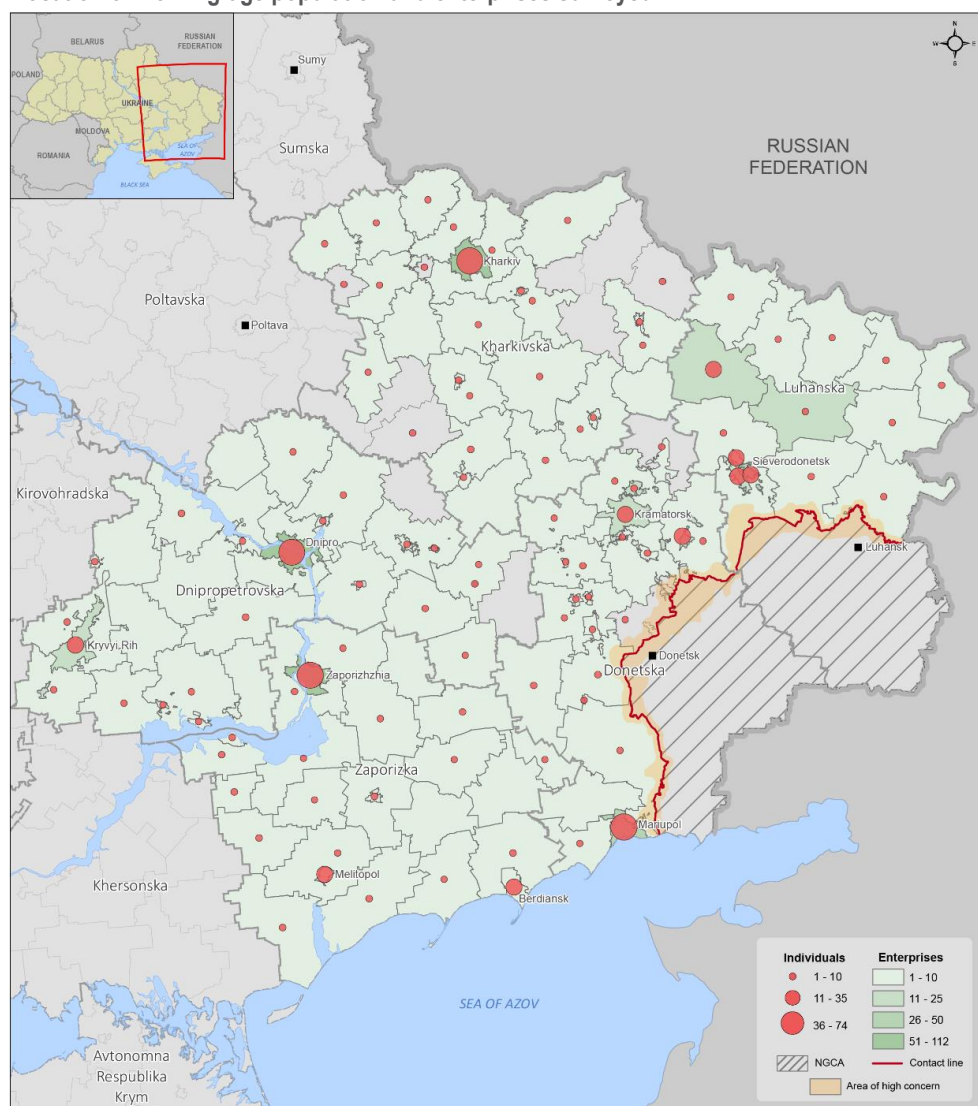 BELARUS
RUSSIAN
FEDERATION
POLAND
UKRAINE
MOLDOVA
ROMANIA
SEA OF
AZOV
BLACK SEA
N
W
E
S
Sumy
Sumska
RUSSIAN
FEDERATION
Kharkiv
Poltavska
Poltava
Kharkivska
Luhanska
Sieverodonetsk
Kirovohradska
Kramatorsk
Dnipro
Luhansk
Dnipropetrovska
Kryvyi.Rih
Donetsk
Donetska
Zaporizhzhia
Zaporizka
Mariupol
Khersonska
Melitopol
Berdiansk
SEA OF AZOV
Avtonomna
Respublika
Krym
Individuals
1 - 10
11 - 35
36 - 74
Enterprises
1 - 10
11 - 25
26 - 50
51 - 112
NGCA
Contact line
Area of high concern